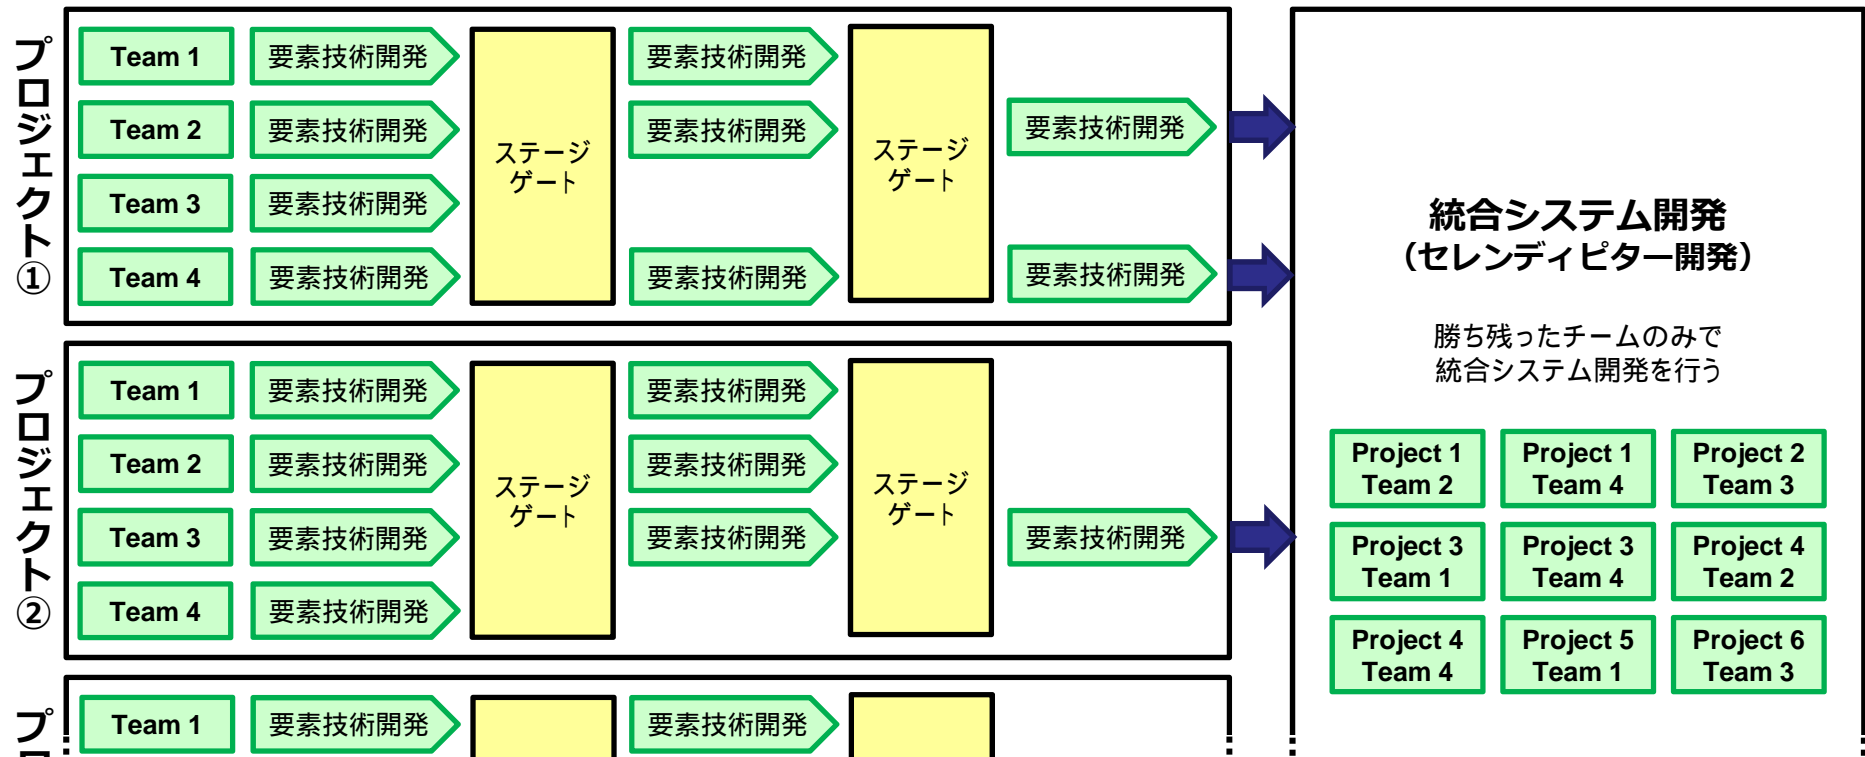 プロジェクト①
Team 1
要素技術開発
要素技術開発
Team 2
要素技術開発
要素技術開発
要素技術開発
ステージ
ゲート
ステージ
ゲート
Team 3
要素技術開発
Team 4
要素技術開発
要素技術開発
要素技術開発
プロジェクト②
Team 1
要素技術開発
要素技術開発
Team 2
要素技術開発
要素技術開発
ステージ
ゲート
ステージ
ゲート
Team 3
要素技術開発
要素技術開発
要素技術開発
Team 4
要素技術開発
プロ
Team 1
要素技術開発
要素技術開発
統合システム開発
（セレンディピター開発）
勝ち残ったチームのみで
統合システム開発を行う
Project 1
Team 2
Project 1
Team 4
Project 2
Team 3
Project 3
Team 1
Project 3
Team 4
Project 4
Team 2
Project 4
Team 4
Project 5
Team 1
Project 6
Team 3